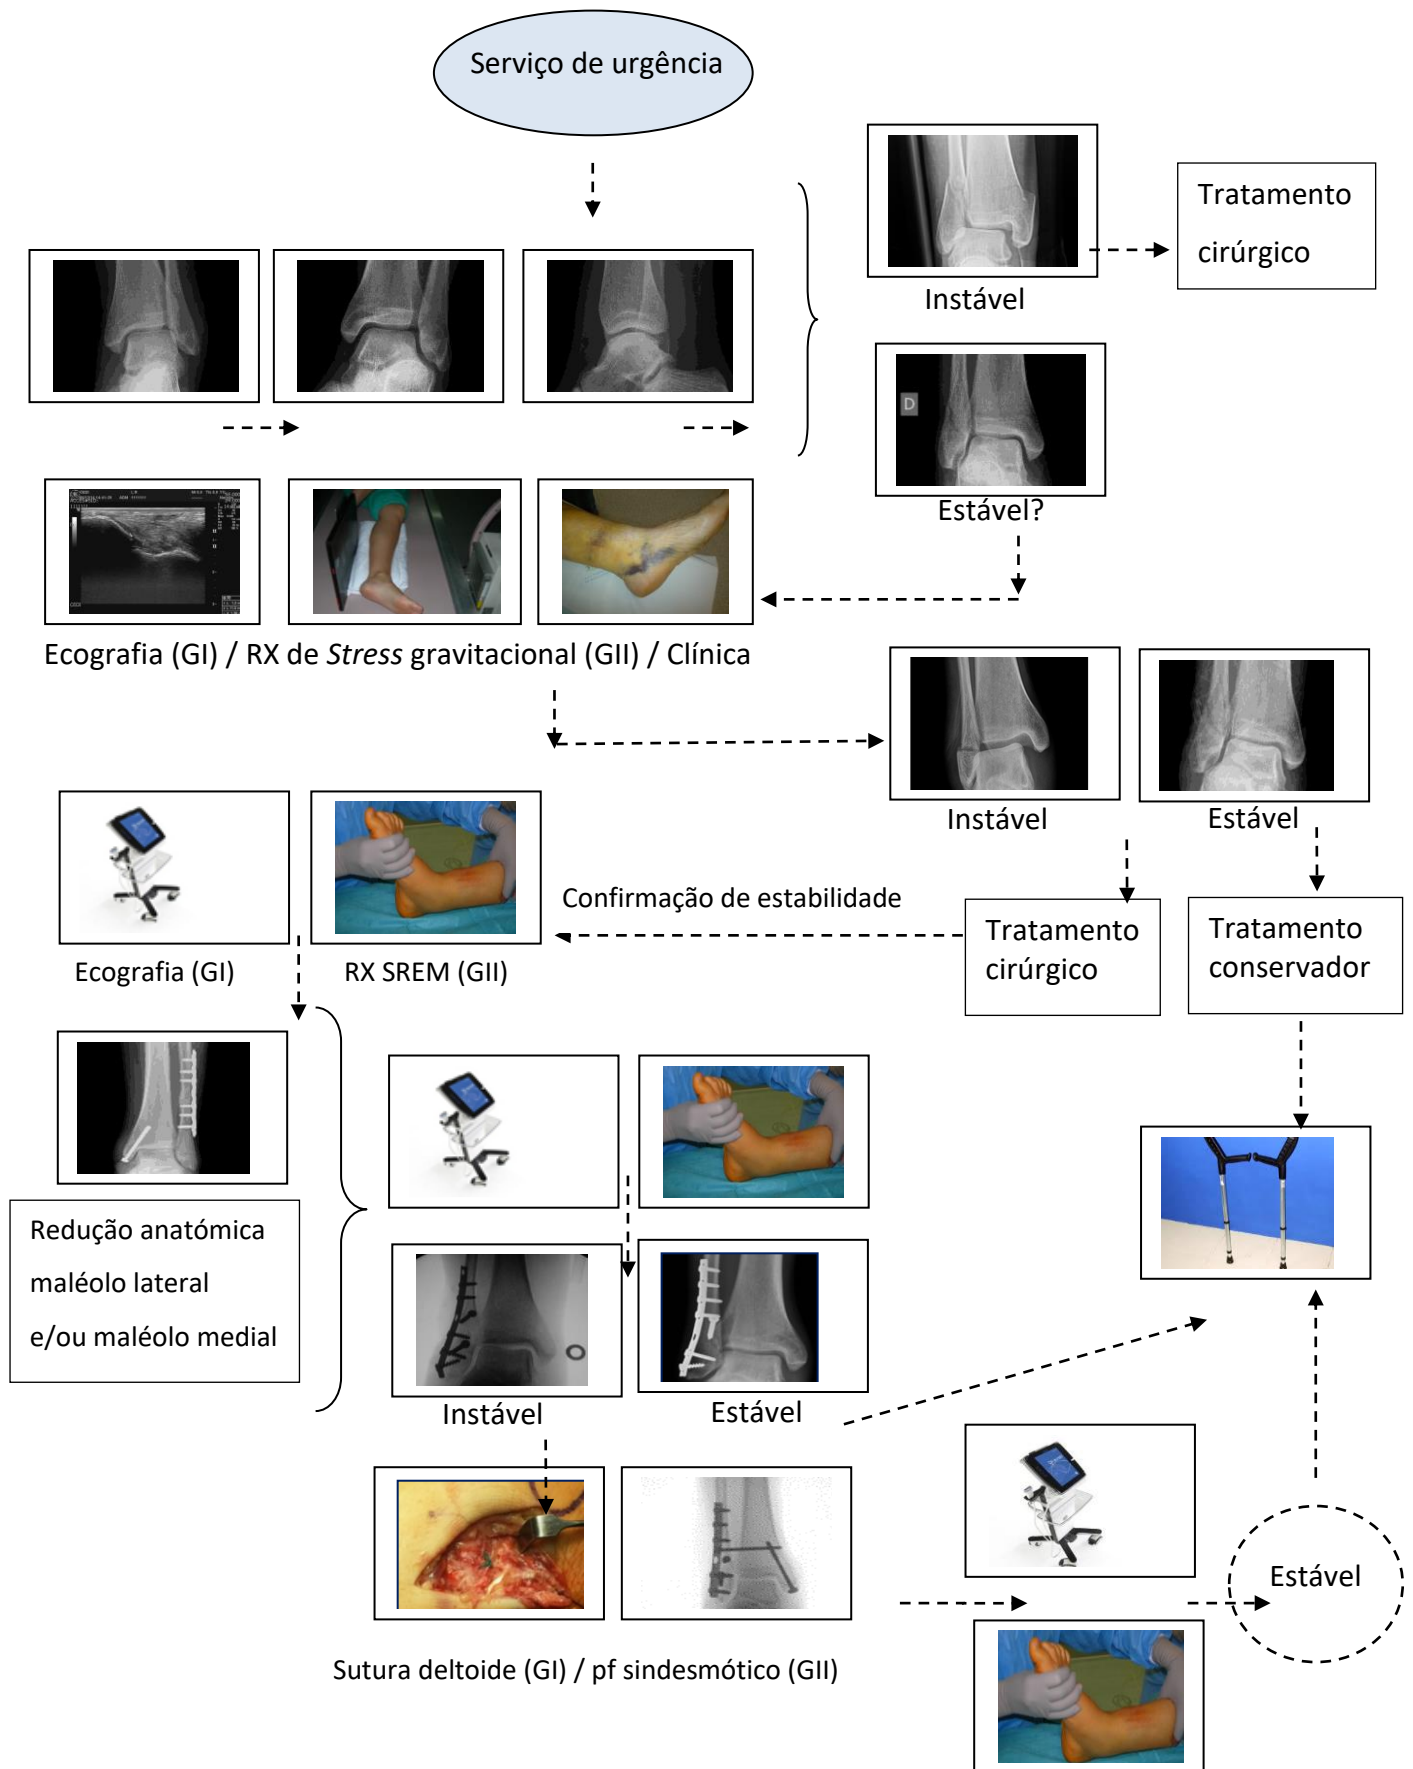 Serviço de urgência
Tratamento
cirúrgico
Instável
D
Estável?
Ecografia (GI) / RX de Stress gravitacional (GII) / Clínica
Instável
Estável
Confirmação de estabilidade
Tratamento
cirúrgico
Tratamento
conservador
Ecografia (GI)
RX SREM (GII)
Redução anatómica
maléolo lateral
e/ou maléolo medial
Instável
Estável
Estável
Sutura deltoide (GI) / pf sindesmótico (GII)